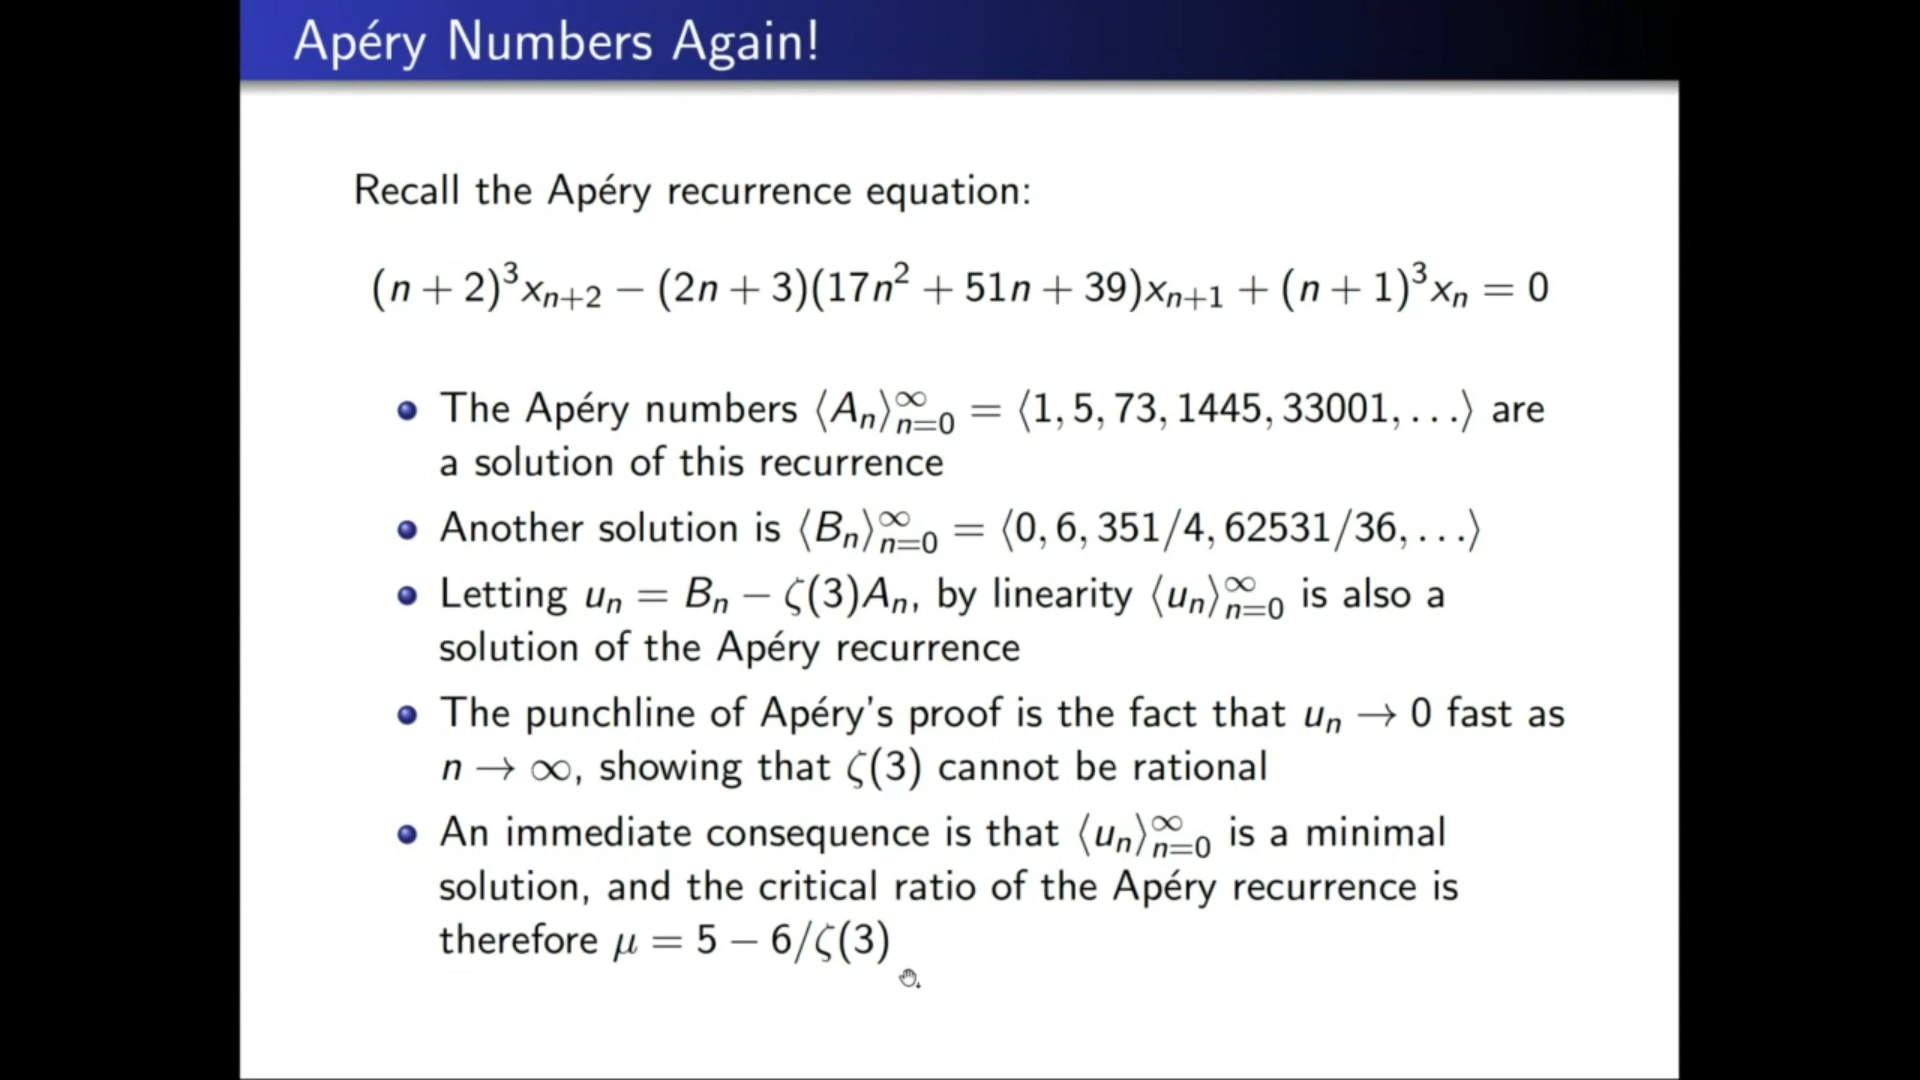 Apéry Numbers Again!
Recall the Apéry recurrence equation:
(n + 2)³xₙ₊₂ − (2n + 3)(17n² + 51n + 39)xₙ₊₁ + (n + 1)³xₙ = 0
• The Apéry numbers ⟨Aₙ⟩∞ₙ₌₀ = ⟨1, 5, 73, 1445, 33001, . . .⟩ are
a solution of this recurrence
• Another solution is ⟨Bₙ⟩∞ₙ₌₀ = ⟨0, 6, 351/4, 62531/36, . . .⟩
• Letting uₙ = Bₙ − ζ(3)Aₙ, by linearity ⟨uₙ⟩∞ₙ₌₀ is also a
solution of the Apéry recurrence
• The punchline of Apéry's proof is the fact that uₙ → 0 fast as
n → ∞, showing that ζ(3) cannot be rational
• An immediate consequence is that ⟨uₙ⟩∞ₙ₌₀ is a minimal
solution, and the critical ratio of the Apéry recurrence is
therefore μ = 5 − 6/ζ(3)